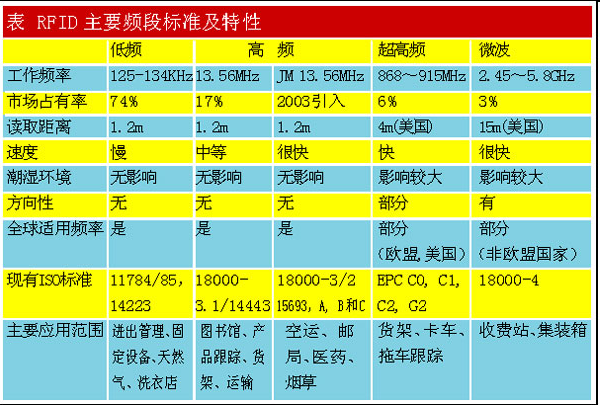 表 RFID 主要频段标准及特性
低频 高 频 超高频 微波
工作频率 125-134KHz 13.56MHz JM 13.56MHz 868～915MHz 2.45～5.8GHz
市场占有率 74% 17% 2003引入 6% 3%
读取距离 1.2m 1.2m 1.2m 4m(美国) 15m(美国)
速度 慢 中等 很快 快 很快
潮湿环境 无影响 无影响 无影响 影响较大 影响较大
方向性 无 无 无 部分 有
全球适用频率 是 是 是 部分 部分
（欧盟,美国） （非欧盟国家）
现有ISO标准 11784/85， 18000- 18000-3/2 EPC C0, C1, 18000-4
14223 3.1/14443 15693，A, B和C C2, G2
主要应用范围 进出管理、固 图书馆、产 空运、邮 货架、卡车、 收费站、集装箱
定设备、天然 品跟踪、货 局、医药、 拖车跟踪
气、洗衣店 架、运输 烟草